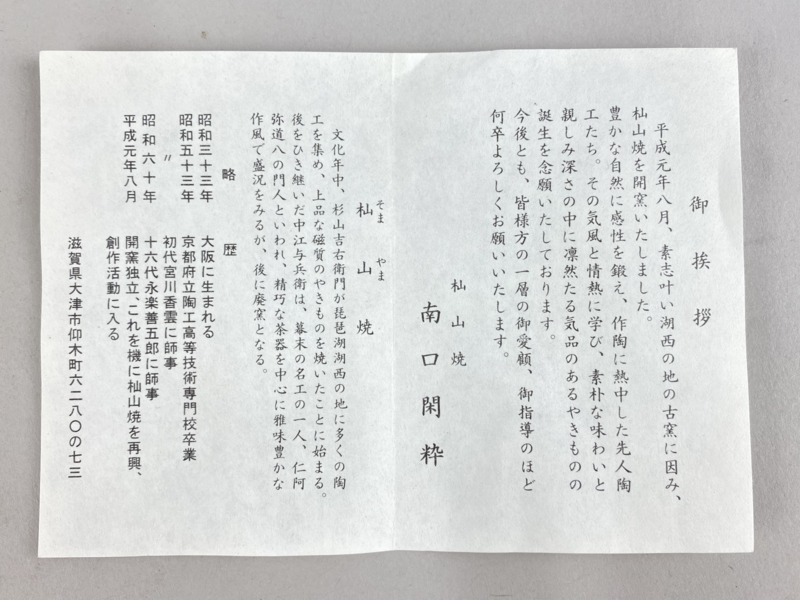 御挨拶
平成元年八月、素志叶い湖西の地の古窯に因み、
杣山焼を開窯いたしました。
豊かな自然に感性を鍛え、作陶に熱中した先人陶
工たち。その気風と情熱に学び、素朴な味わいと
親しみ深さの中に凛然たる気品のあるやきものの
誕生を念願いたしております。
今後とも、皆様方の一層の御愛顧、御指導のほど
何卒よろしくお願いいたします。
杣山焼
南口閑粋
杣山焼
そま やま
文化年中、杉山吉右衛門が琵琶湖湖西の地に多くの陶
工を集め、上品な磁質のやきものを焼いたことに始まる。
後をひき継いだ中江与兵衛は、幕末の名工の一人、仁阿
弥道八の門人といわれ、精巧な茶器を中心に雅味豊かな
作風で盛況をみるが、後に廃窯となる。
略歴
昭和三十三年 大阪に生まれる
昭和五十三年 京都府立陶工高等技術専門校卒業
〃 初代宮川香雲に師事
昭和六十年 十六代永楽善五郎に師事
平成元年八月 開窯独立、これを機に杣山焼を再興、
創作活動に入る
滋賀県大津市仰木町六二八〇の七三